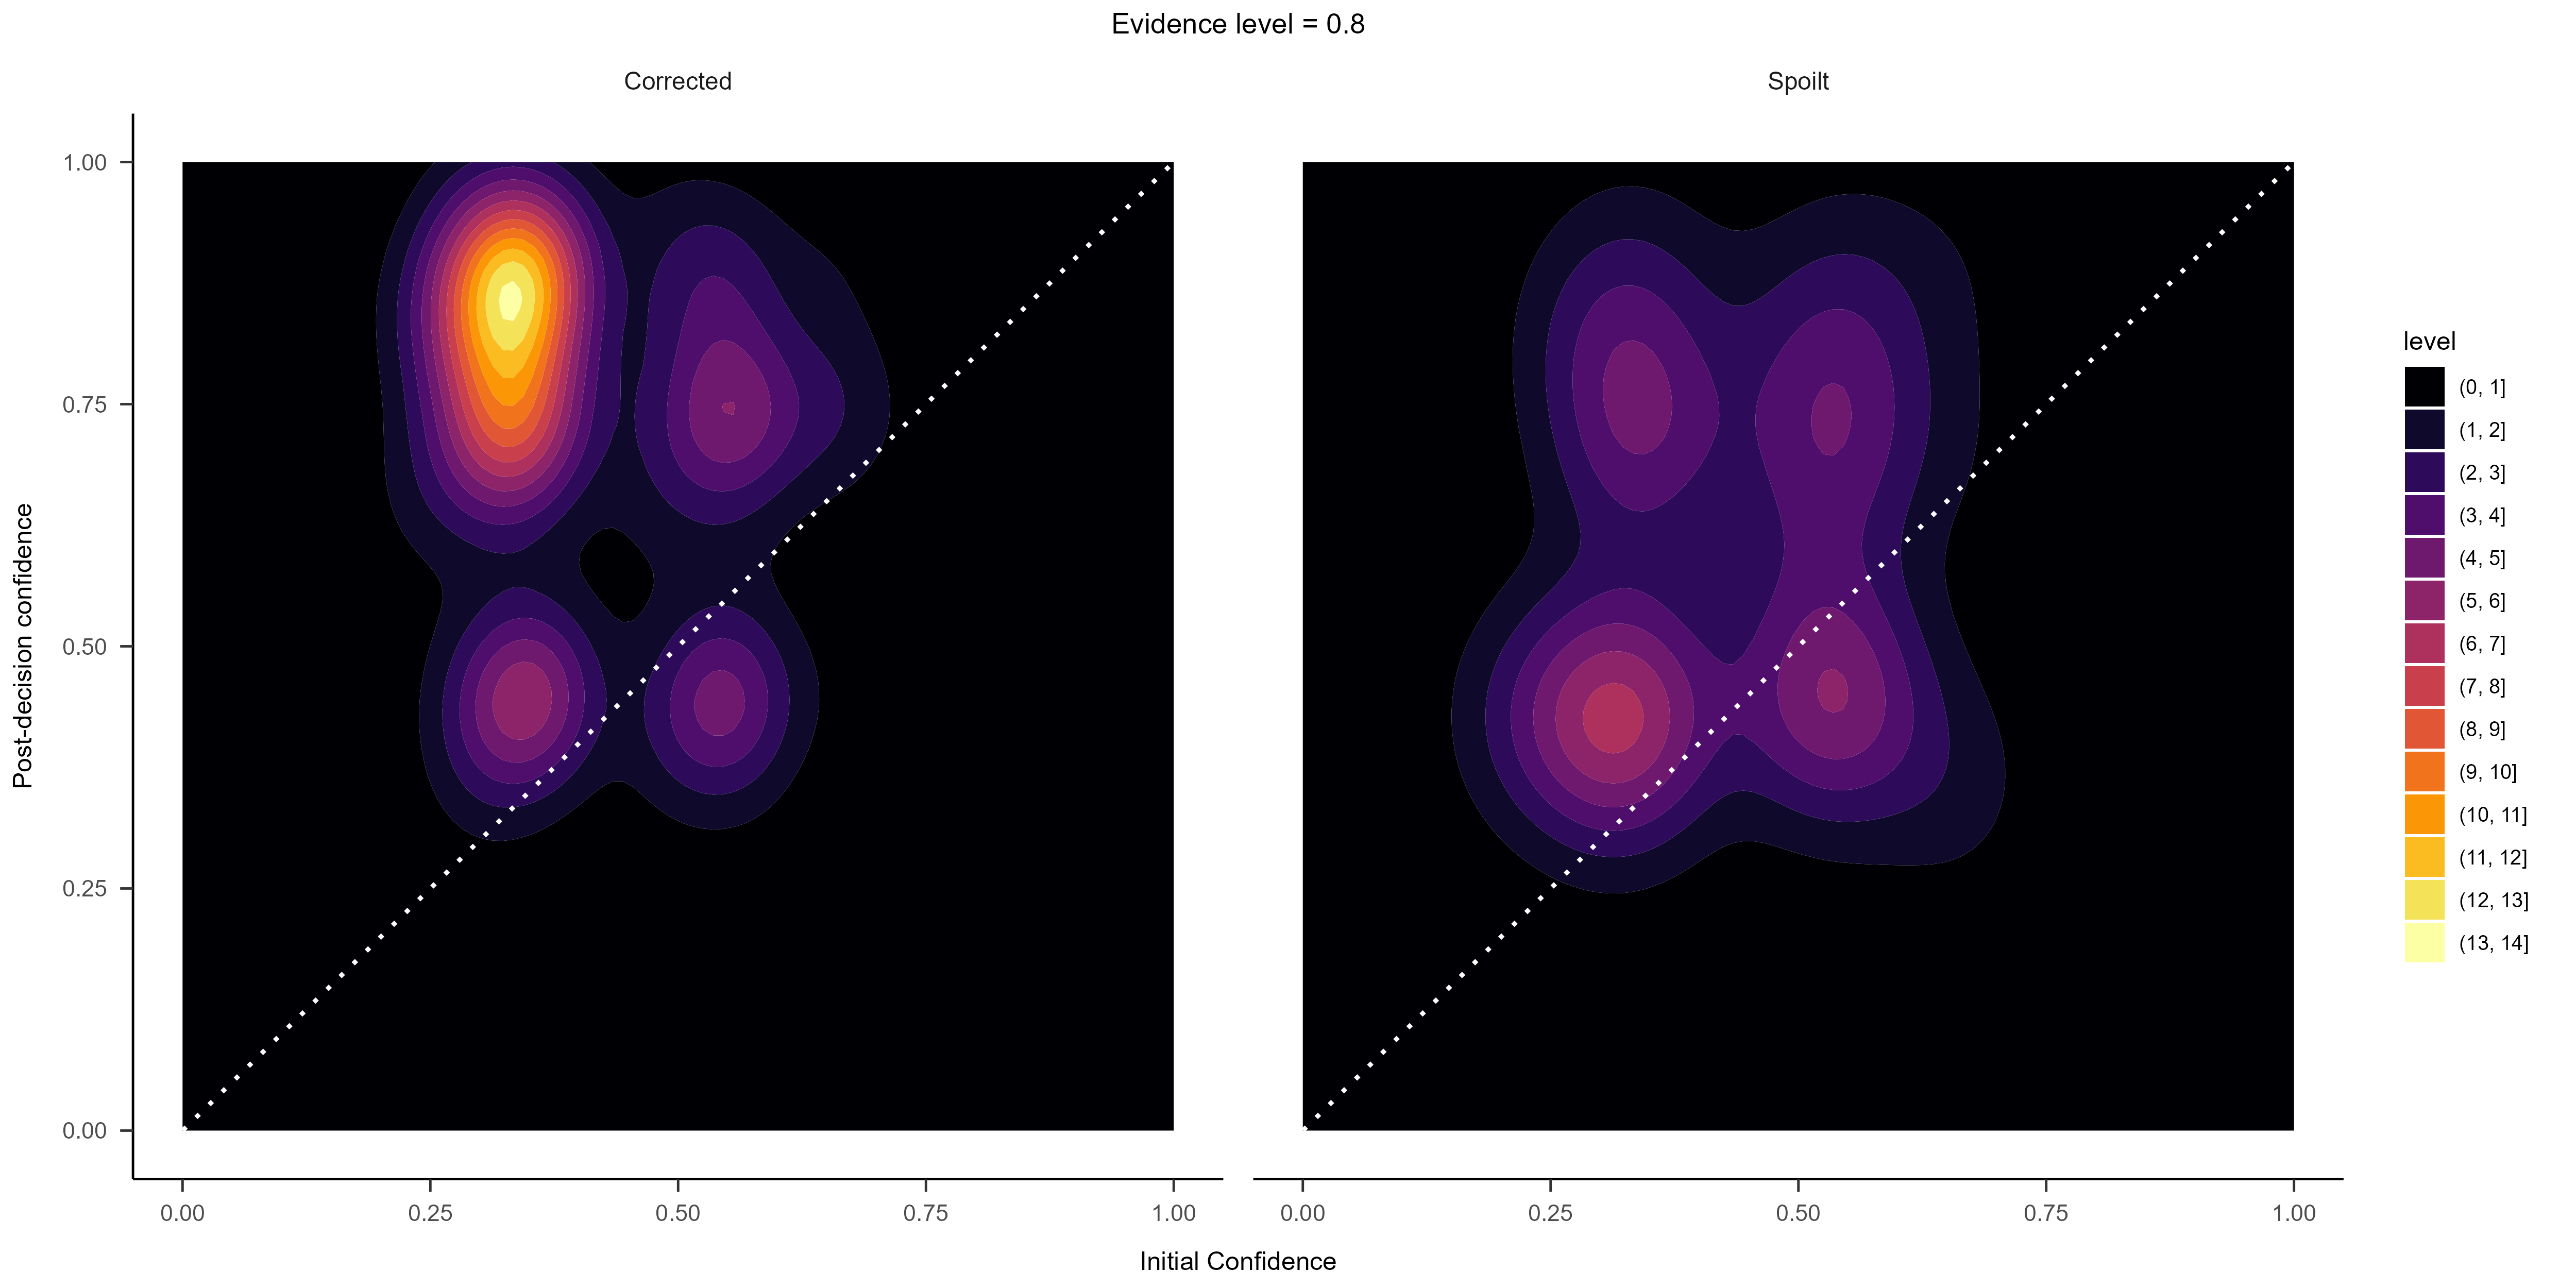 Evidence level = 0.8
Corrected
Spoilt
1.00
0.75
0.50
0.25
0.00
Post-decision confidence
0.00 0.25 0.50 0.75 1.00
0.00 0.25 0.50 0.75 1.00
Initial Confidence
level
(0, 1]
(1, 2]
(2, 3]
(3, 4]
(4, 5]
(5, 6]
(6, 7]
(7, 8]
(8, 9]
(9, 10]
(10, 11]
(11, 12]
(12, 13]
(13, 14]